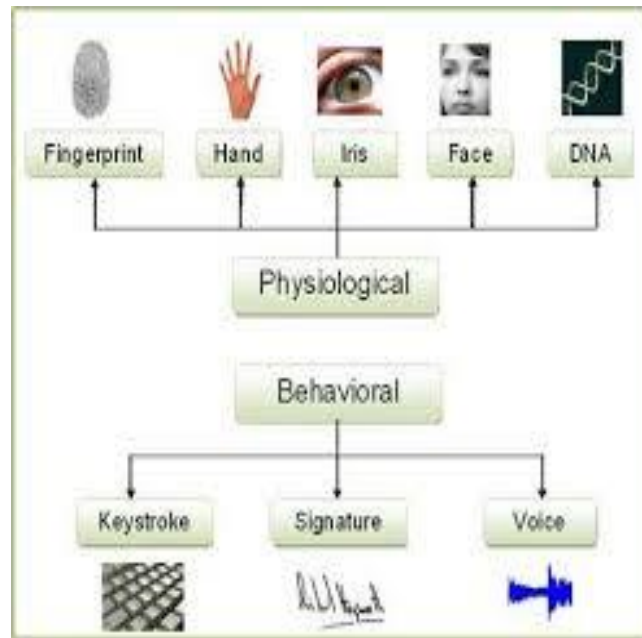 Fingerprint Hand Iris Face DNA
Physiological
Behavioral
Keystroke Signature Voice